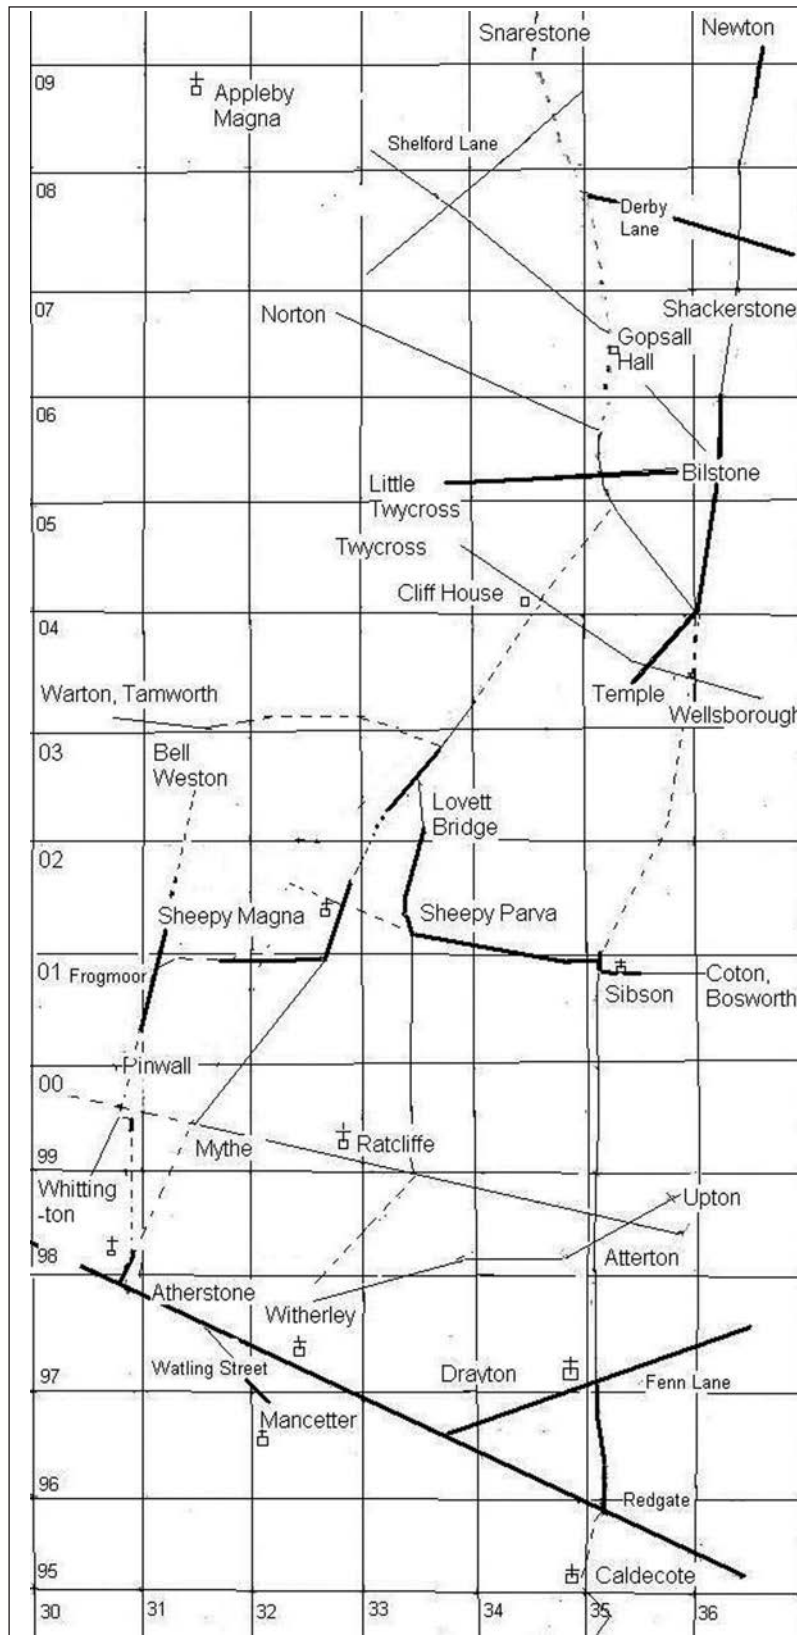 Newton
Snarestone
09
Appleby
Magna
Shelford Lane
08
Derby
Lane
07
Shackerstone
Norton
Gopsall
Hall
06
Little
Twycross
Bilstone
05
Twycross
Cliff House
04
Warton, Tamworth
Temple
Wellsborough
03
Bell
Weston
Lovett
Bridge
02
Sheepy Magna
Sheepy Parva
01
Frogmoor
Sibson
Coton,
Bosworth
Pinwall
00
Mythe
Ratcliffe
99
Whitting
-ton
Upton
98
Atterton
Atherstone
Witherley
Watling Street
Drayton
Fenn Lane
97
Mancetter
96
Redgate
95
Caldecote
30 31 32 33 34 35 36